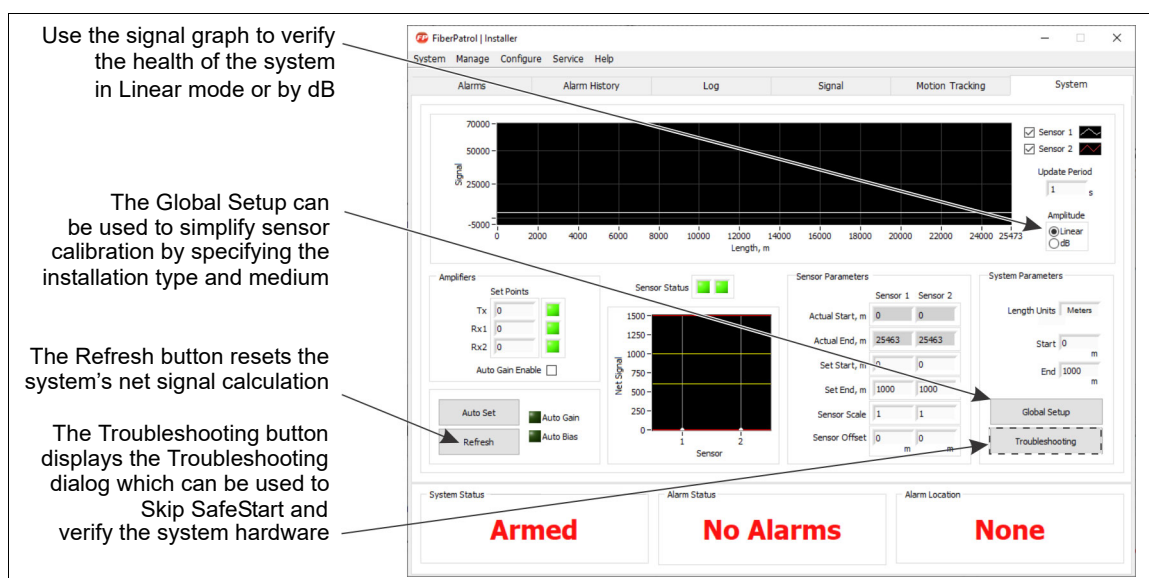 Use the signal graph to verify
the health of the system
in Linear mode or by dB
The Global Setup can
be used to simplify sensor
calibration by specifying the
installation type and medium
The Refresh button resets the
system's net signal calculation
The Troubleshooting button
displays the Troubleshooting
dialog which can be used to
Skip SafeStart and
verify the system hardware
FiberPatrol | Installer
System Manage Configure Service Help
Alarms Alarm History Log Signal Motion Tracking System
70000
50000
25000
-5000
Signal
0 2000 4000 6000 8000 10000 12000 14000 16000 18000 20000 22000 24000 25473
Length, m
Sensor 1
Sensor 2
Update Period
1 s
Amplitude
Linear
dB
Amplifiers
Set Points
Tx 0
Rx1 0
Rx2 0
Auto Gain Enable
Auto Set
Refresh
Auto Gain
Auto Bias
Sensor Status
1500
1250
1000
750
500
250
0
Net Signal
1 2
Sensor
Sensor Parameters
Sensor 1 Sensor 2
Actual Start, m 0 0
Actual End, m 25463 25463
Set Start, m 0 0
Set End, m 1000 1000
Sensor Scale 1 1
Sensor Offset 0 0
m m
System Parameters
Length Units Meters
Start 0
m
End 1000
m
Global Setup
Troubleshooting
System Status
Armed
Alarm Status
No Alarms
Alarm Location
None